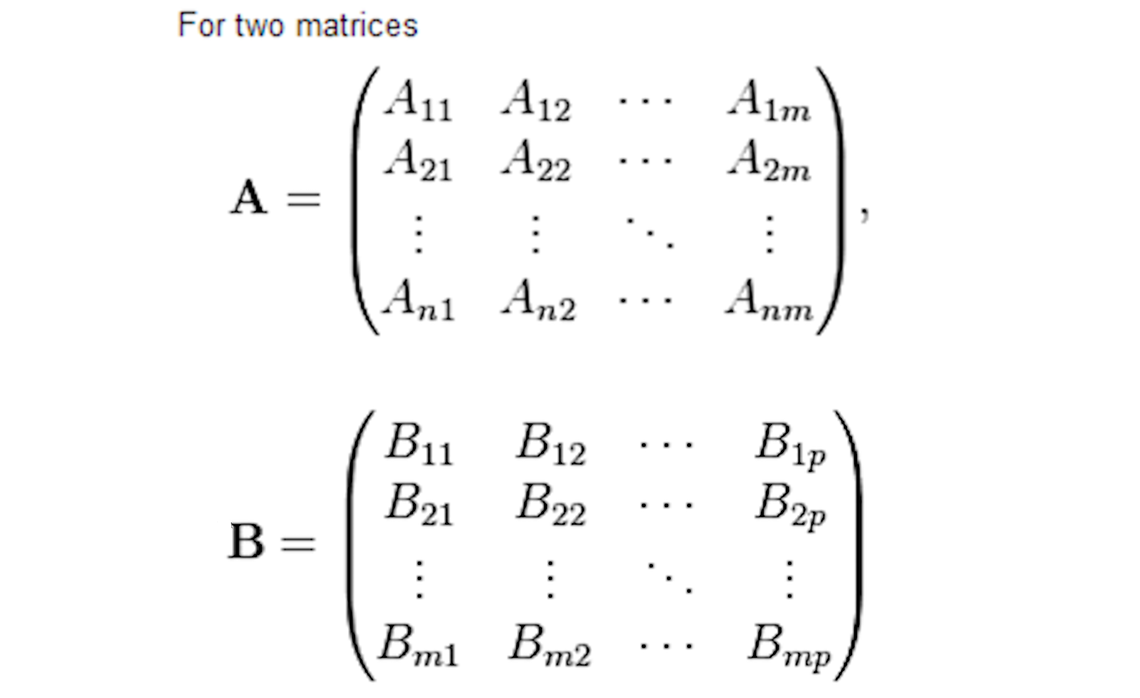 For two matrices
A = ( A₁₁ A₁₂ ⋯ A₁ₘ
A₂₁ A₂₂ ⋯ A₂ₘ
⋮ ⋮ ⋱ ⋮
Aₙ₁ Aₙ₂ ⋯ Aₙₘ ) ,
B = ( B₁₁ B₁₂ ⋯ B₁ₚ
B₂₁ B₂₂ ⋯ B₂ₚ
⋮ ⋮ ⋱ ⋮
Bₘ₁ Bₘ₂ ⋯ Bₘₚ )